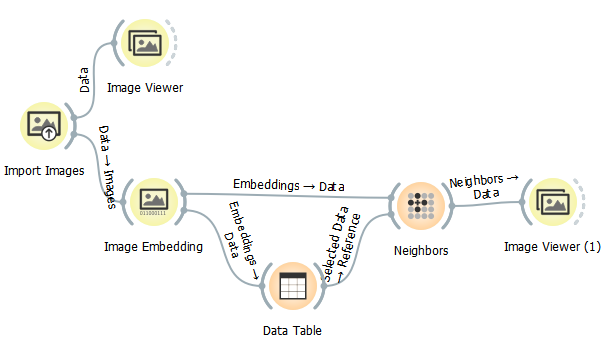 Image Viewer
Data
Import Images
Data → Images
011000111
Image Embedding
Embeddings → Data
Embeddings →
Data
Data Table
Selected Data
→ Reference
Neighbors
Neighbors →
Data
Image Viewer (1)